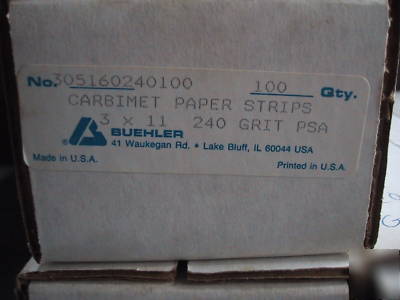 No. 305160240100 100 Qty.
CARBIMET PAPER STRIPS
3 x 11 240 GRIT PSA
BUEHLER
®
41 Waukegan Rd. • Lake Bluff, IL 60044 USA
Made in U.S.A. Printed in U.S.A.